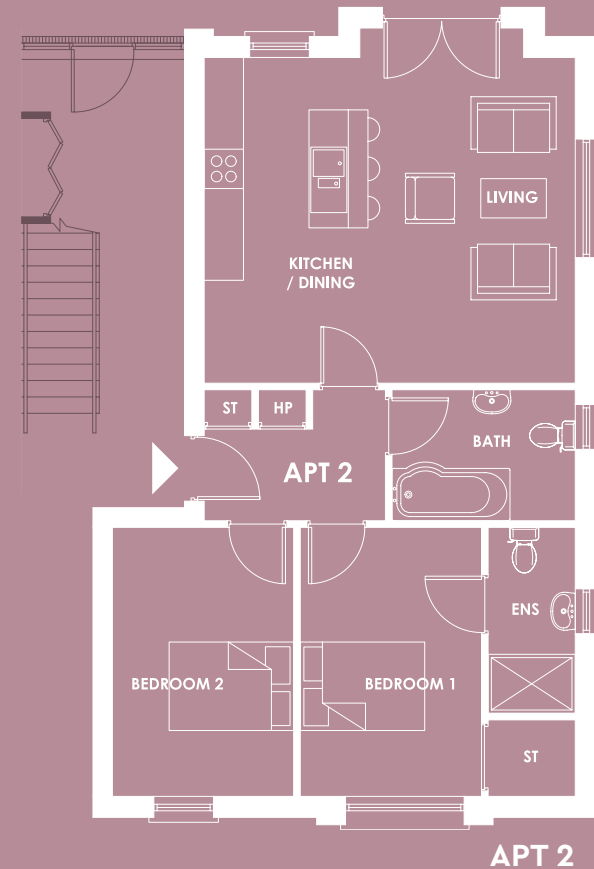 LIVING
KITCHEN
/ DINING
ST
HP
BATH
APT 2
ENS
BEDROOM 2
BEDROOM 1
ST
APT 2